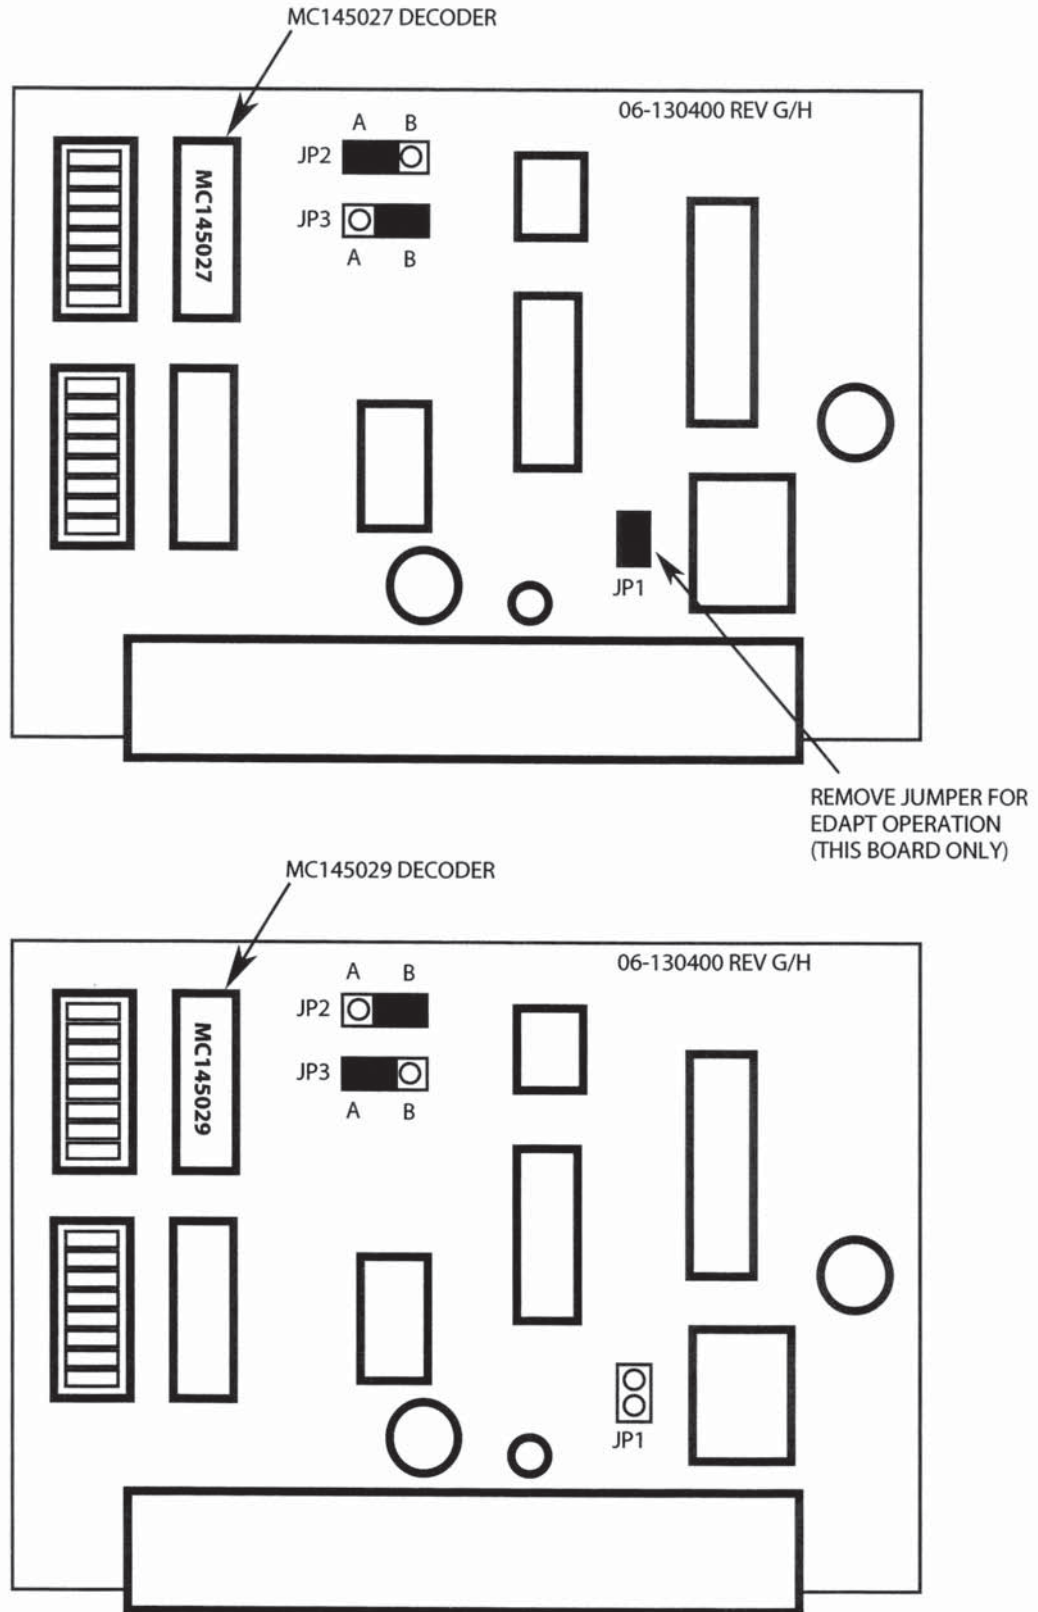 MC145027 DECODER
06-130400 REV G/H
A B
JP2
MC145027
JP3
A B
JP1
REMOVE JUMPER FOR
EDAPT OPERATION
(THIS BOARD ONLY)
MC145029 DECODER
06-130400 REV G/H
A B
JP2
MC145029
JP3
A B
JP1